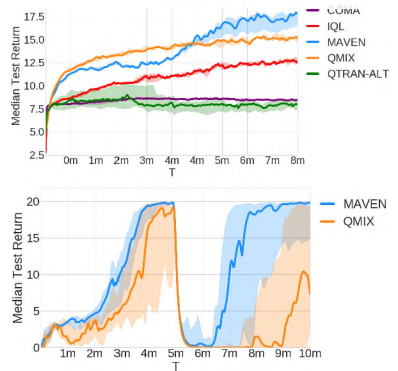 17.5
15.0
12.5
10.0
7.5
5.0
2.5
Median Test Return
0m 1m 2m 3m 4m 4m 5m 6m 7m 8m
T
COMA
IQL
MAVEN
QMIX
QTRAN-ALT
20
15
10
5
0
Median Test Return
1m 2m 3m 4m 5m 6m 7m 8m 9m 10m
T
MAVEN
QMIX